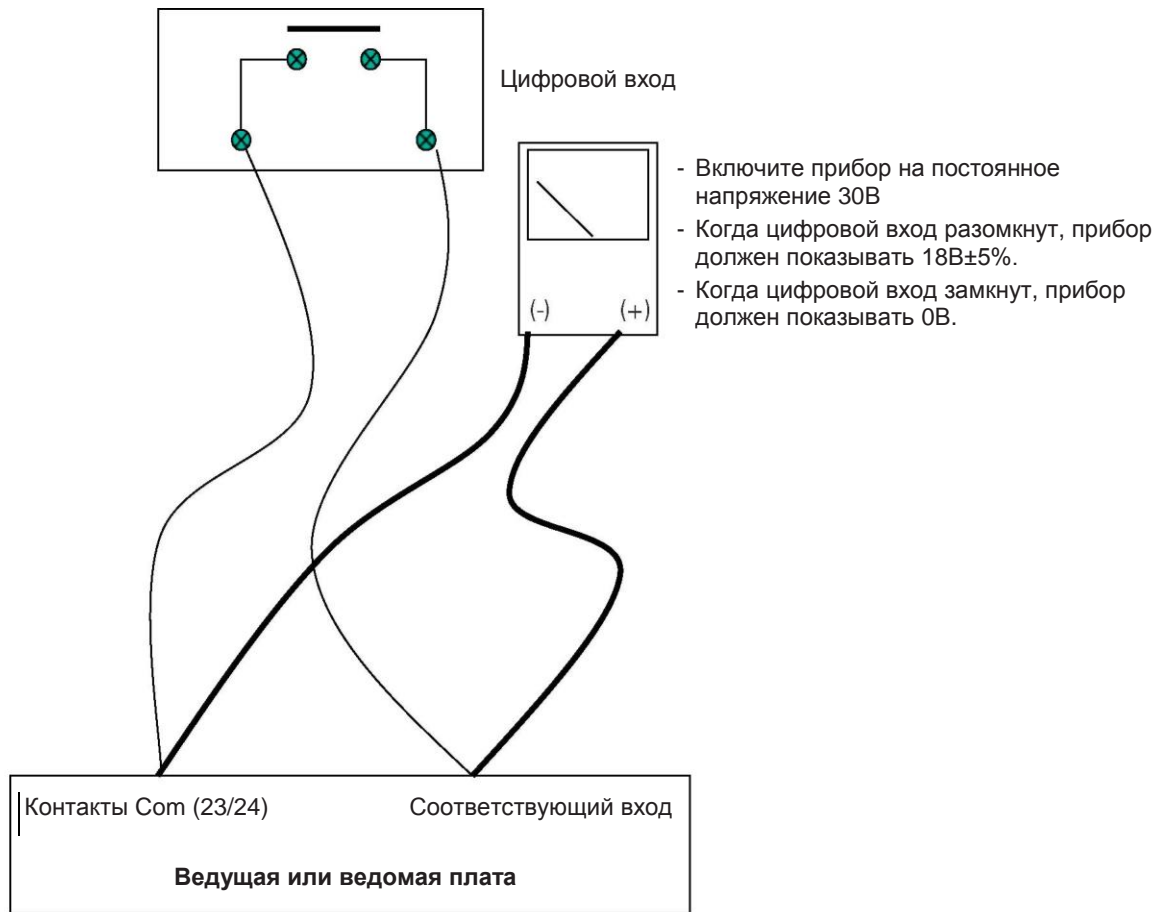 Цифровой вход
- Включите прибор на постоянное
напряжение 30В
- Когда цифровой вход разомкнут, прибор
должен показывать 18В±5%.
- Когда цифровой вход замкнут, прибор
должен показывать 0В.
(-) (+)
Контакты Com (23/24) Соответствующий вход
Ведущая или ведомая плата